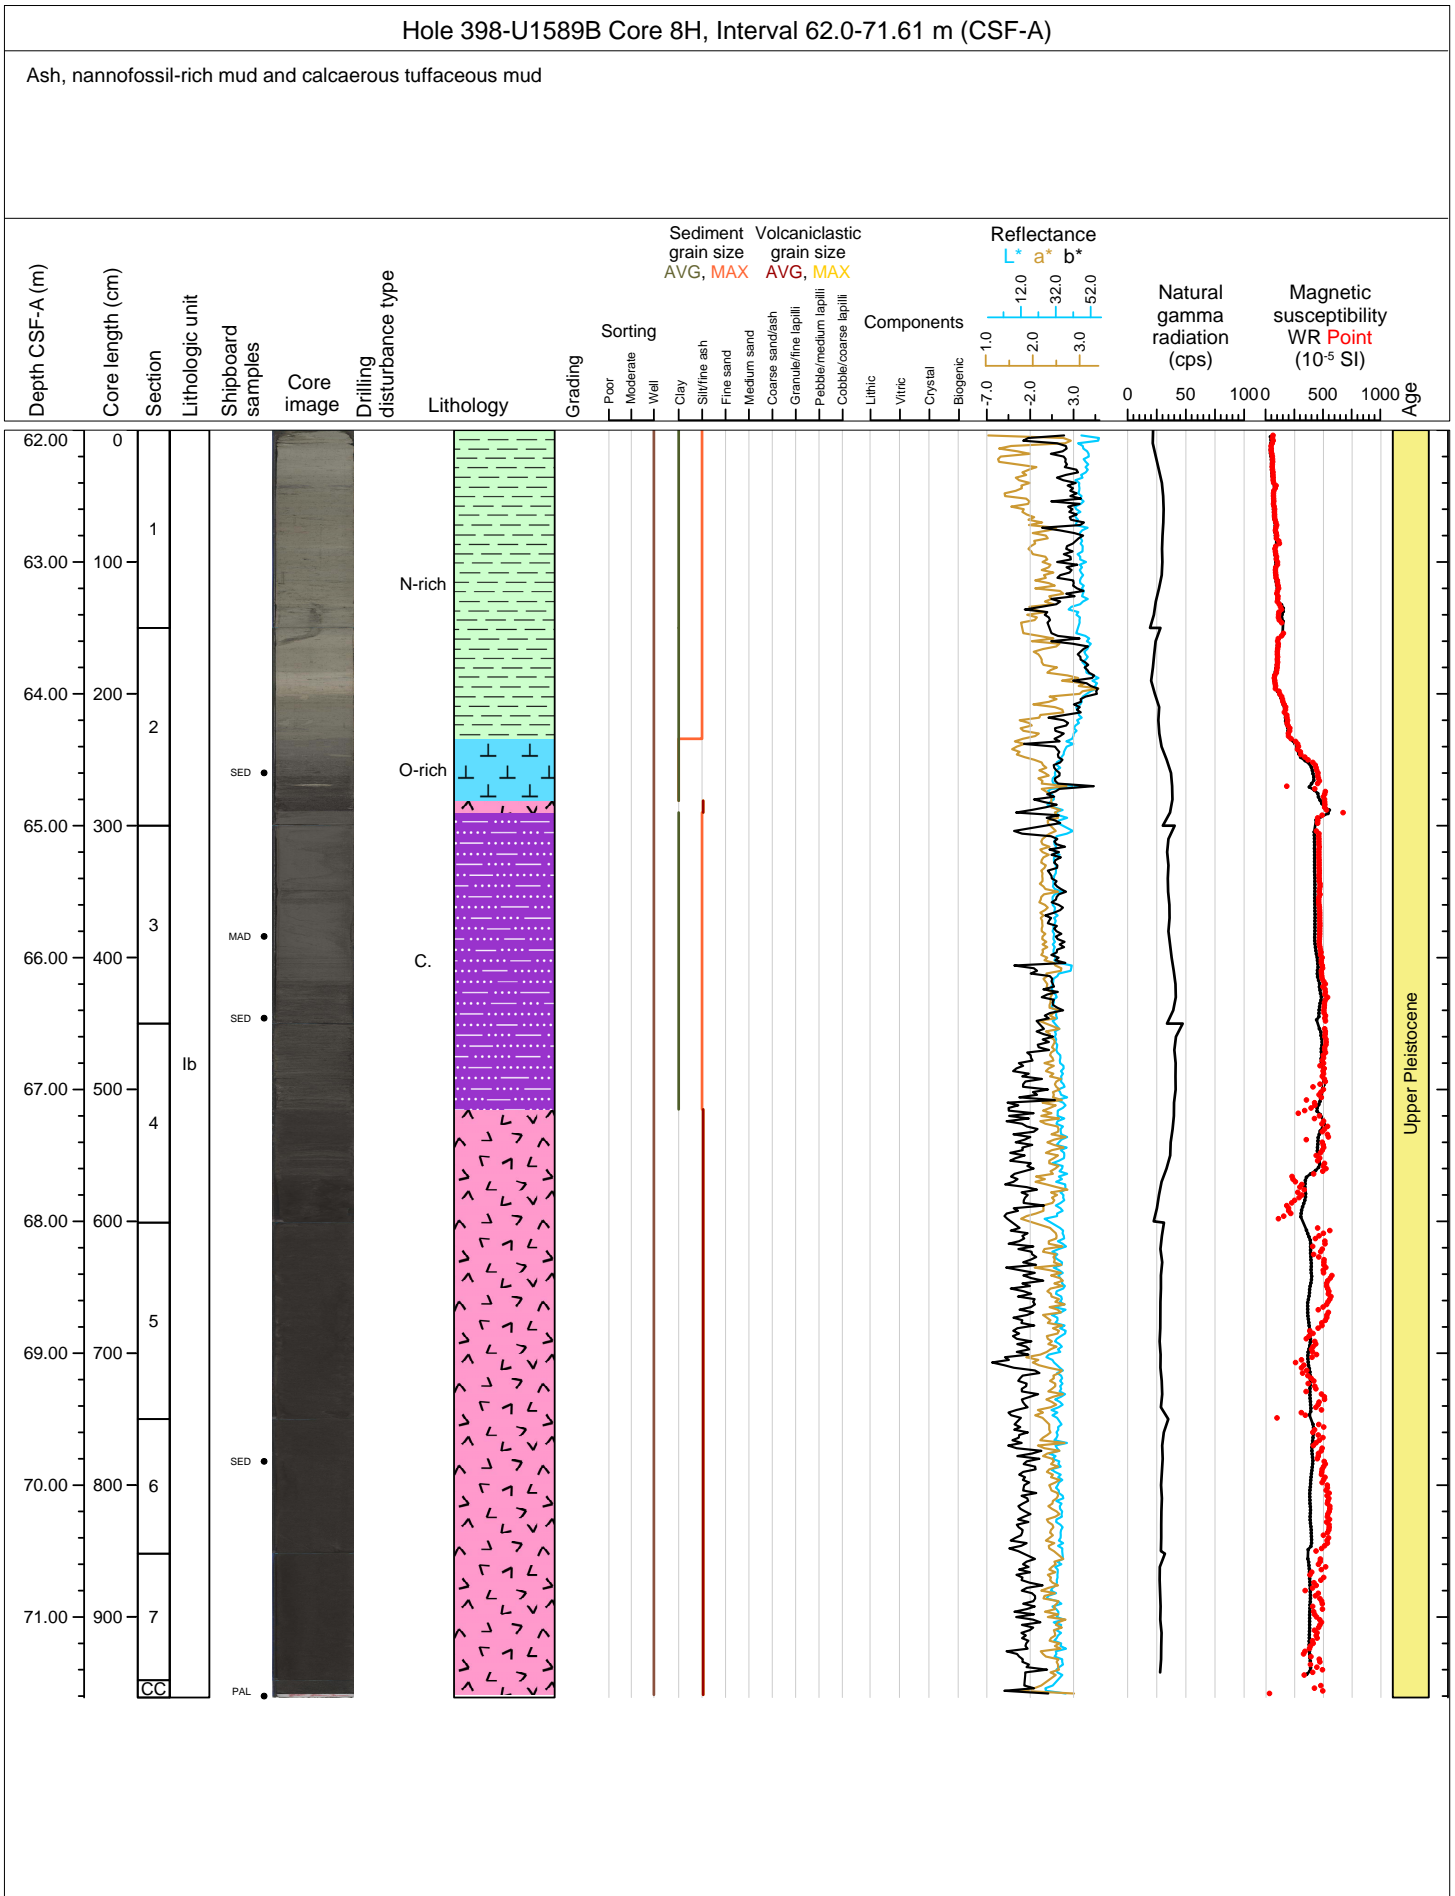 Hole 398-U1589B Core 8H, Interval 62.0-71.61 m (CSF-A)
Ash, nannofossil-rich mud and calcaerous tuffaceous mud
Depth CSF-A (m)
Core length (cm)
Section
Lithologic unit
Shipboard
samples
Core
image
Drilling
disturbance type
Lithology
Grading
Sorting
Poor
Moderate
Well
Sediment
grain size
AVG, MAX
Volcaniclastic
grain size
AVG, MAX
Clay
Silt/fine ash
Fine sand
Medium sand
Coarse sand/ash
Granule/fine lapilli
Pebble/medium lapilli
Cobble/coarse lapilli
Components
Lithic
Vitric
Crystal
Biogenic
Reflectance
L* a* b*
12.0 32.0 52.0
1.0 2.0 3.0
-7.0 -2.0 3.0
Natural
gamma
radiation
(cps)
0 50 100
Magnetic
susceptibility
WR Point
(10-5 SI)
0 500 1000
Age
62.00 0
1
63.00 100
N-rich
64.00 200
2
O-rich
SED
65.00 300
3
MAD
66.00 400
C.
SED
Ib
67.00 500
4
Upper Pleistocene
68.00 600
5
69.00 700
SED
70.00 800
6
71.00 900
7
CC
PAL